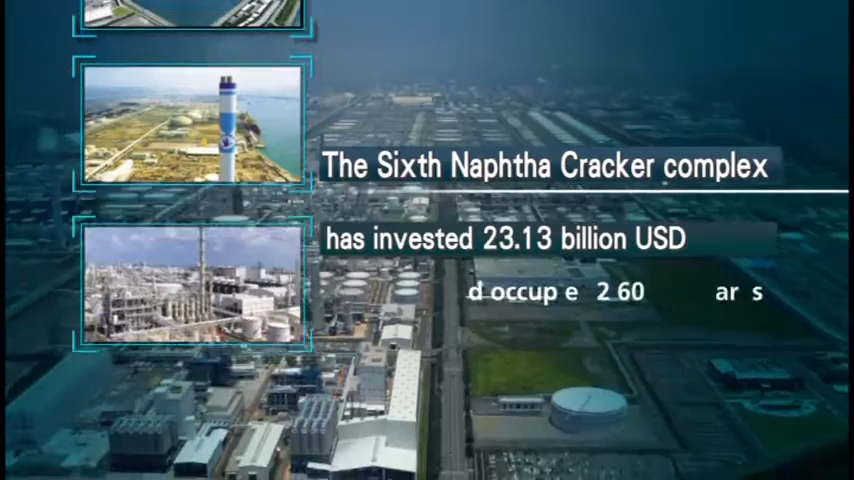 The Sixth Naphtha Cracker complex
has invested 23.13 billion USD